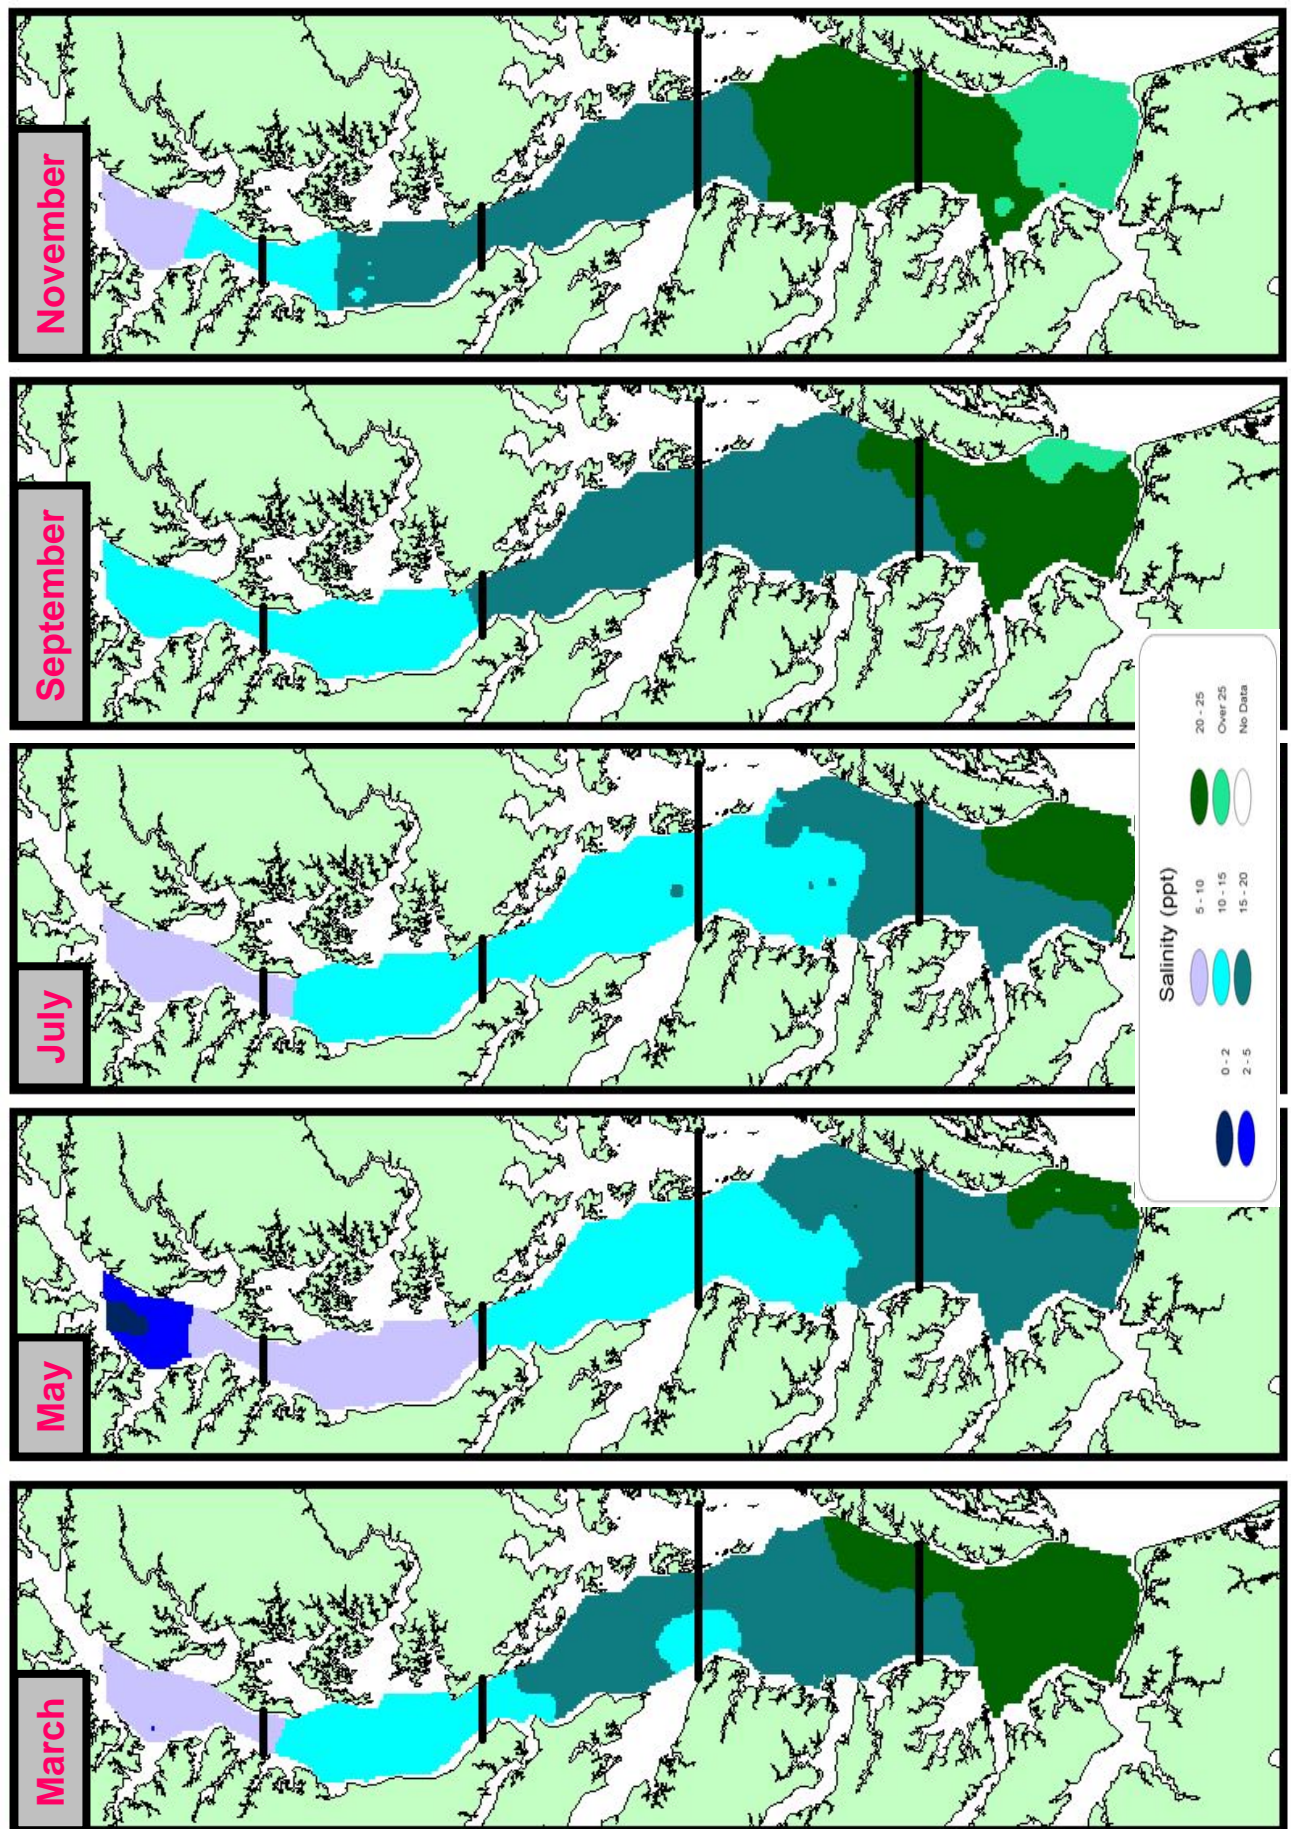 March
May
July
September
November
Salinity (ppt)
0 - 2
2 - 5
5 - 10
10 - 15
15 - 20
20 - 25
Over 25
No Data